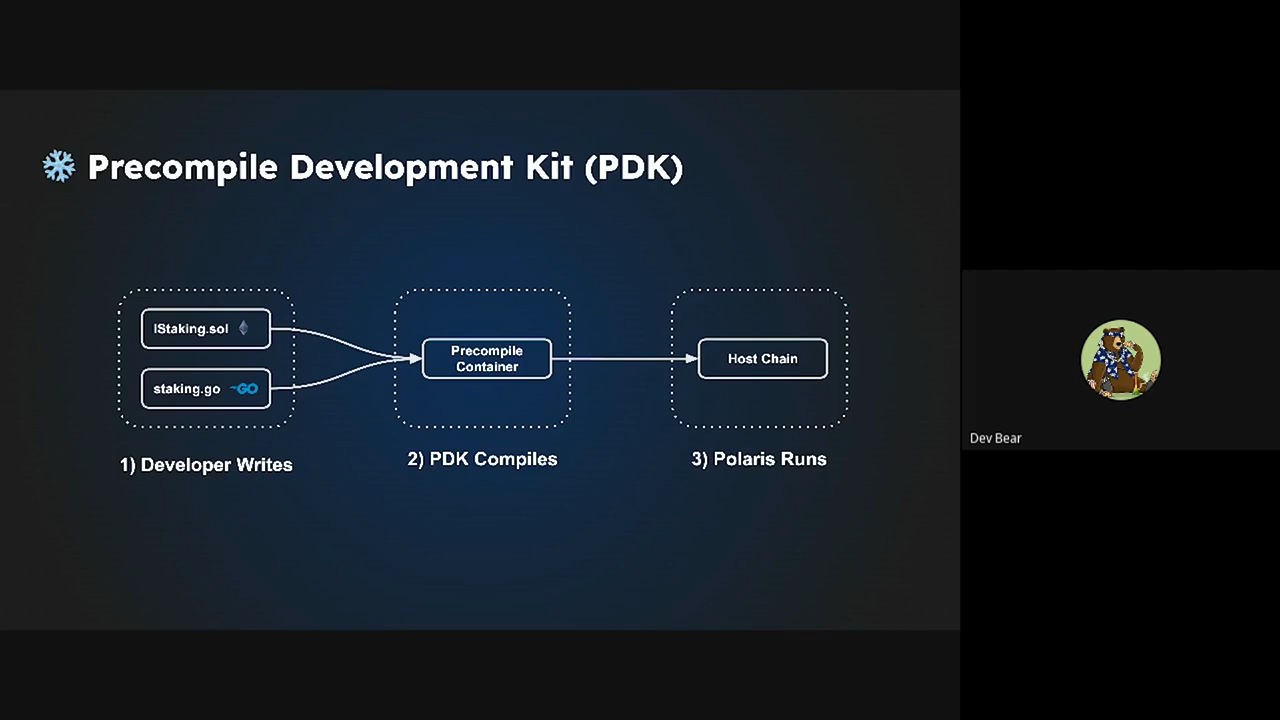 Precompile Development Kit (PDK)
IStaking.sol
staking.go GO
Precompile
Container
Host Chain
1) Developer Writes
2) PDK Compiles
3) Polaris Runs
Dev Bear